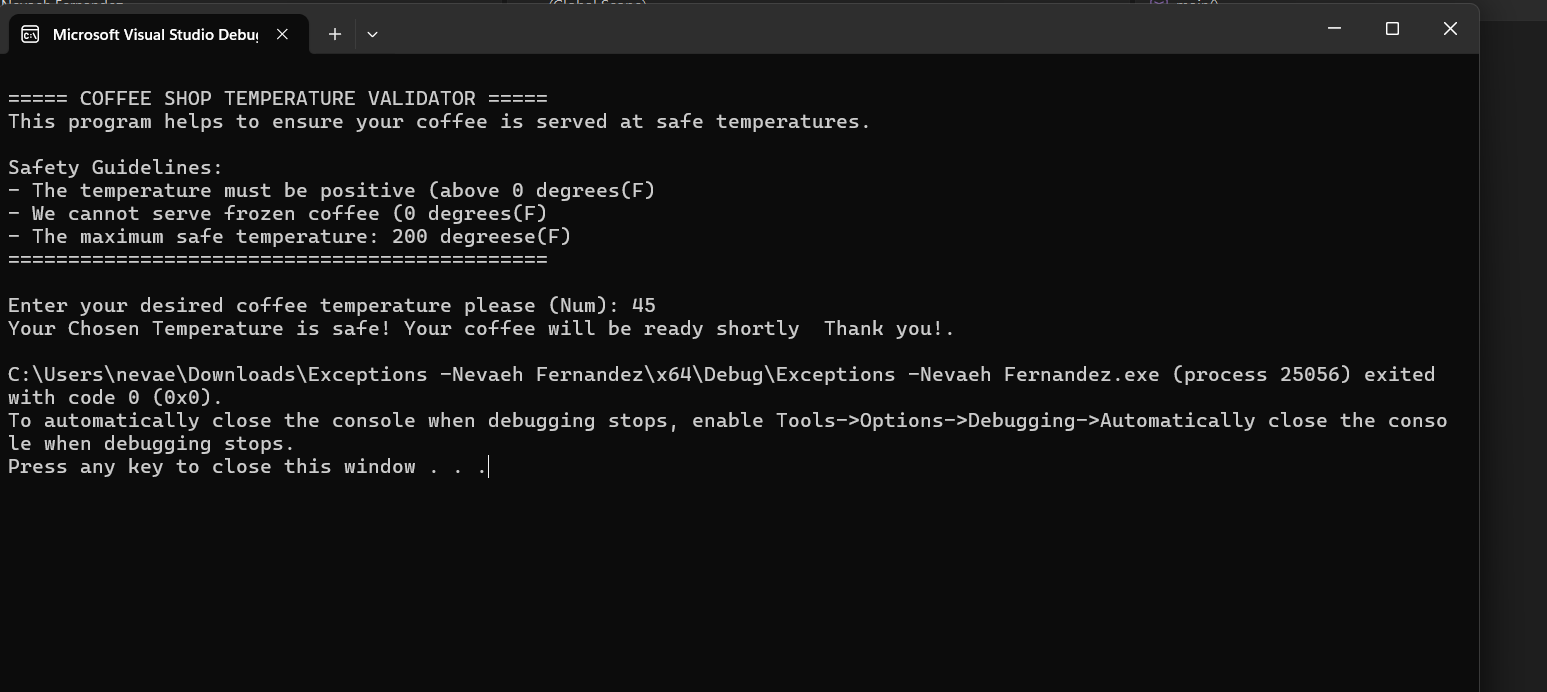 Microsoft Visual Studio Debug
===== COFFEE SHOP TEMPERATURE VALIDATOR =====
This program helps to ensure your coffee is served at safe temperatures.
Safety Guidelines:
- The temperature must be positive (above 0 degrees(F)
- We cannot serve frozen coffee (0 degrees(F)
- The maximum safe temperature: 200 degreese(F)
=============================================
Enter your desired coffee temperature please (Num): 45
Your Chosen Temperature is safe! Your coffee will be ready shortly  Thank you!.
C:\Users\nevae\Downloads\Exceptions -Nevaeh Fernandez\x64\Debug\Exceptions -Nevaeh Fernandez.exe (process 25056) exited
with code 0 (0x0).
To automatically close the console when debugging stops, enable Tools->Options->Debugging->Automatically close the conso
le when debugging stops.
Press any key to close this window . . .